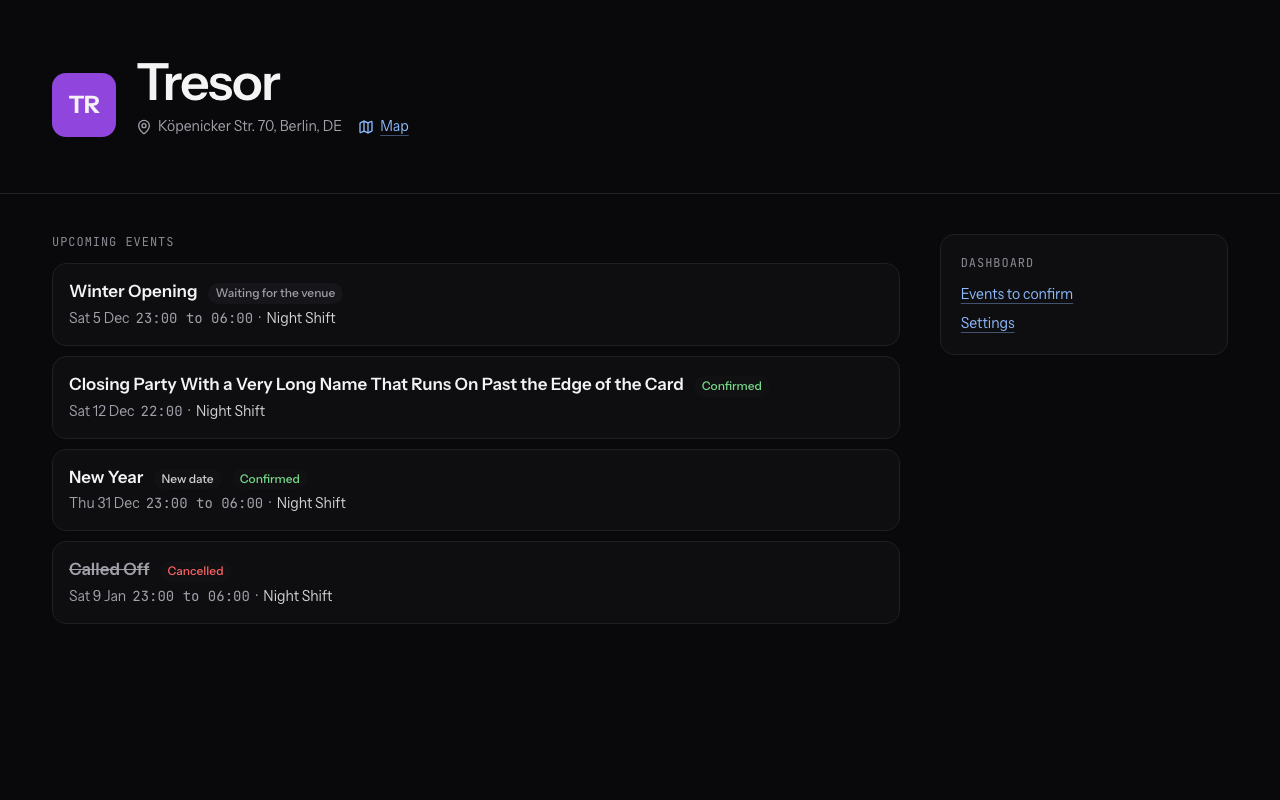 TR
Tresor
Köpenicker Str. 70, Berlin, DE Map
UPCOMING EVENTS
Winter Opening Waiting for the venue
Sat 5 Dec 23:00 to 06:00 · Night Shift
Closing Party With a Very Long Name That Runs On Past the Edge of the Card Confirmed
Sat 12 Dec 22:00 · Night Shift
New Year New date Confirmed
Thu 31 Dec 23:00 to 06:00 · Night Shift
Called Off Cancelled
Sat 9 Jan 23:00 to 06:00 · Night Shift
DASHBOARD
Events to confirm
Settings